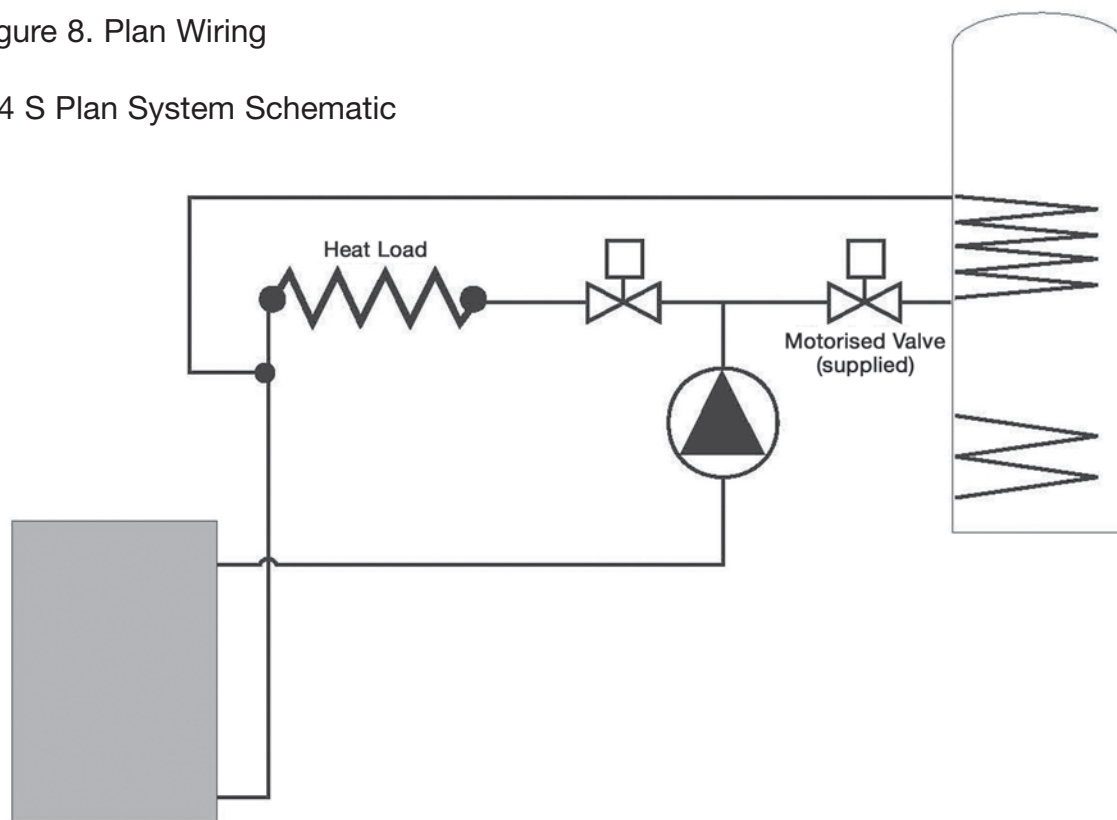 gure 8. Plan Wiring
4 S Plan System Schematic
Heat Load
Motorised Valve
(supplied)